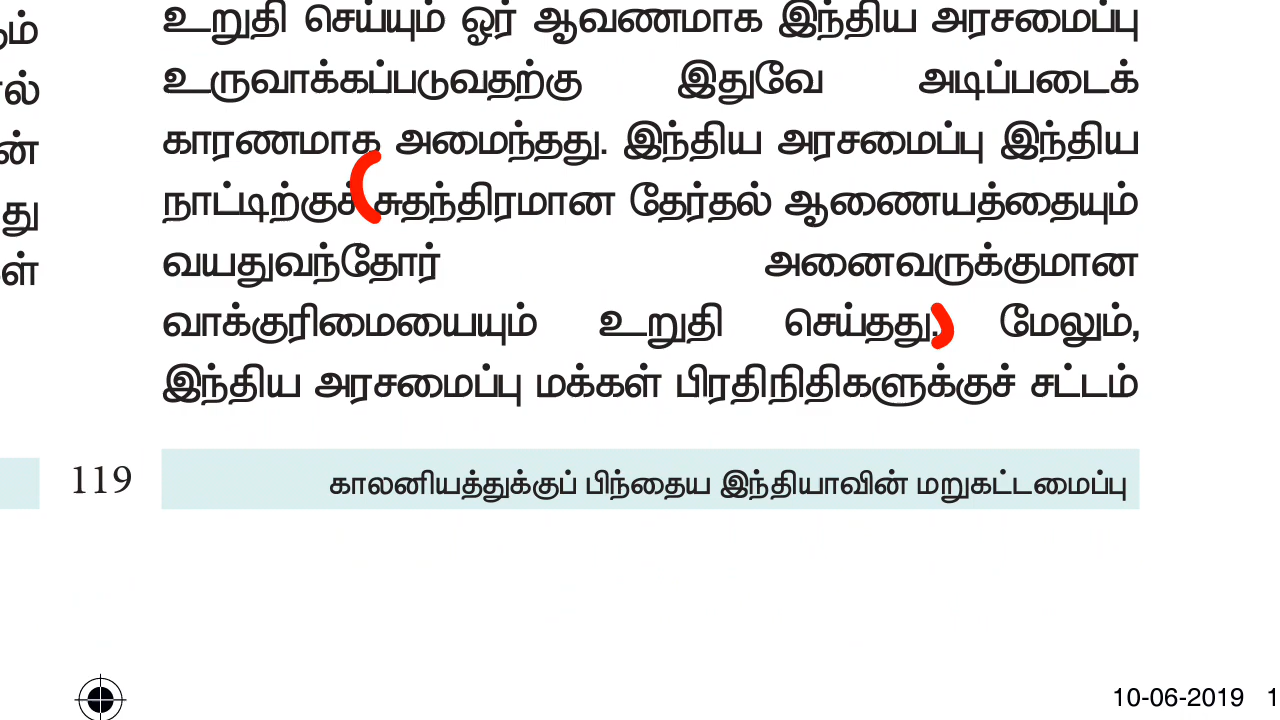 உறுதி செய்யும் ஓர் ஆவணமாக இந்திய அரசமைப்பு
உருவாக்கப்படுவதற்கு இதுவே அடிப்படைக்
காரணமாக அமைந்தது. இந்திய அரசமைப்பு இந்திய
நாட்டிற்குச் சுதந்திரமான தேர்தல் ஆணையத்தையும்
வயதுவந்தோர் அனைவருக்குமான
வாக்குரிமையையும் உறுதி செய்தது. மேலும்,
இந்திய அரசமைப்பு மக்கள் பிரதிநிதிகளுக்குச் சட்டம்
119 காலனியத்துக்குப் பிந்தைய இந்தியாவின் மறுகட்டமைப்பு
10-06-2019 1